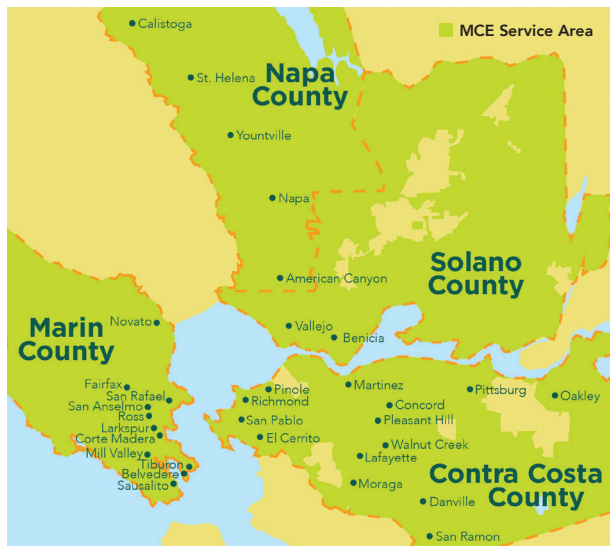 MCE Service Area
Calistoga
St. Helena
Napa
County
Yountville
Napa
American Canyon
Solano
County
Vallejo
Benicia
Marin
County
Novato
Fairfax
San Rafael
San Anselmo
Ross
Larkspur
Corte Madera
Mill Valley
Tiburon
Belvedere
Sausalito
Pinole
Richmond
San Pablo
El Cerrito
Martinez
Concord
Pleasant Hill
Walnut Creek
Lafayette
Moraga
Pittsburg
Oakley
Contra Costa
County
Danville
San Ramon